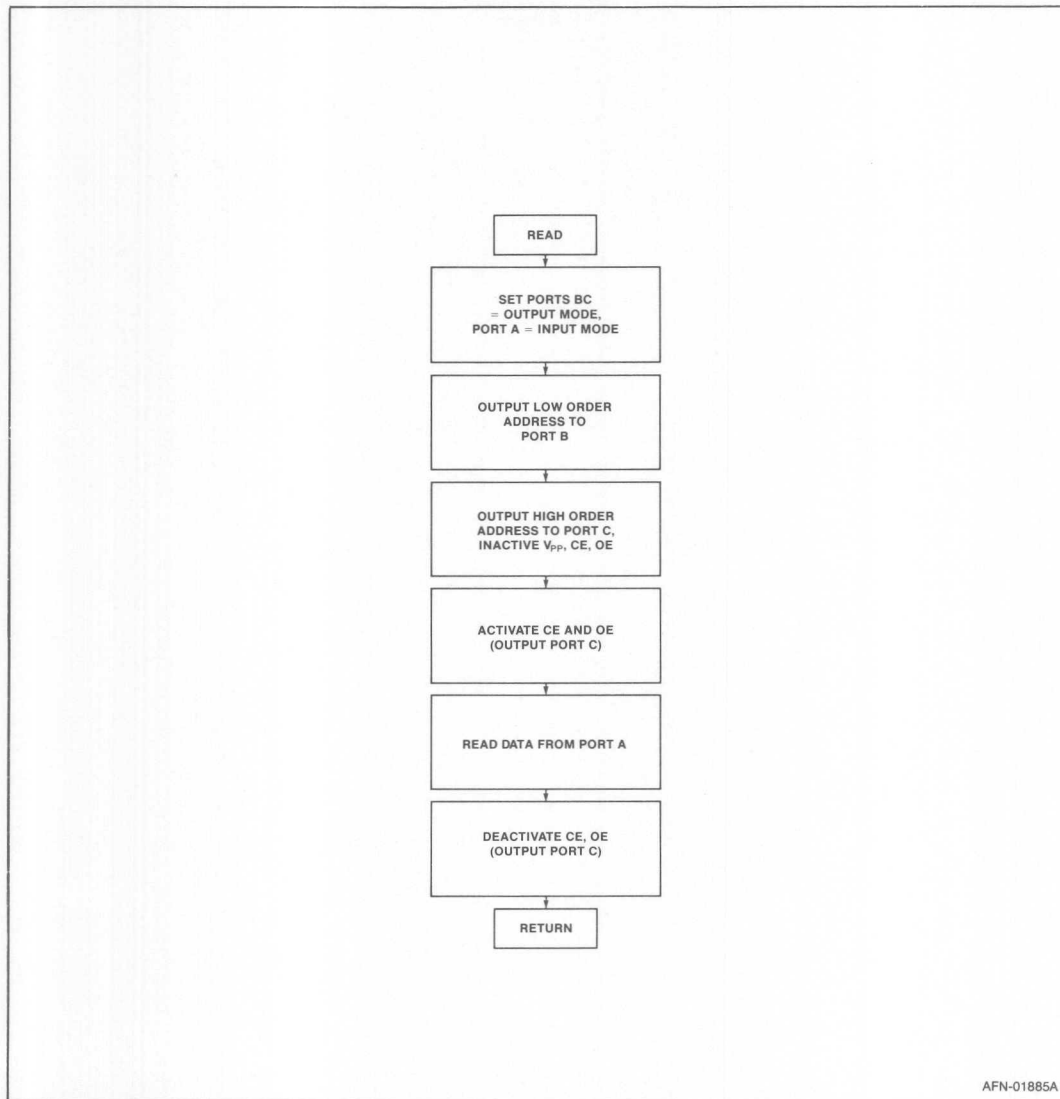 READ
SET PORTS BC
= OUTPUT MODE,
PORT A = INPUT MODE
OUTPUT LOW ORDER
ADDRESS TO
PORT B
OUTPUT HIGH ORDER
ADDRESS TO PORT C,
INACTIVE VPP, CE, OE
ACTIVATE CE AND OE
(OUTPUT PORT C)
READ DATA FROM PORT A
DEACTIVATE CE, OE
(OUTPUT PORT C)
RETURN
AFN-01885A